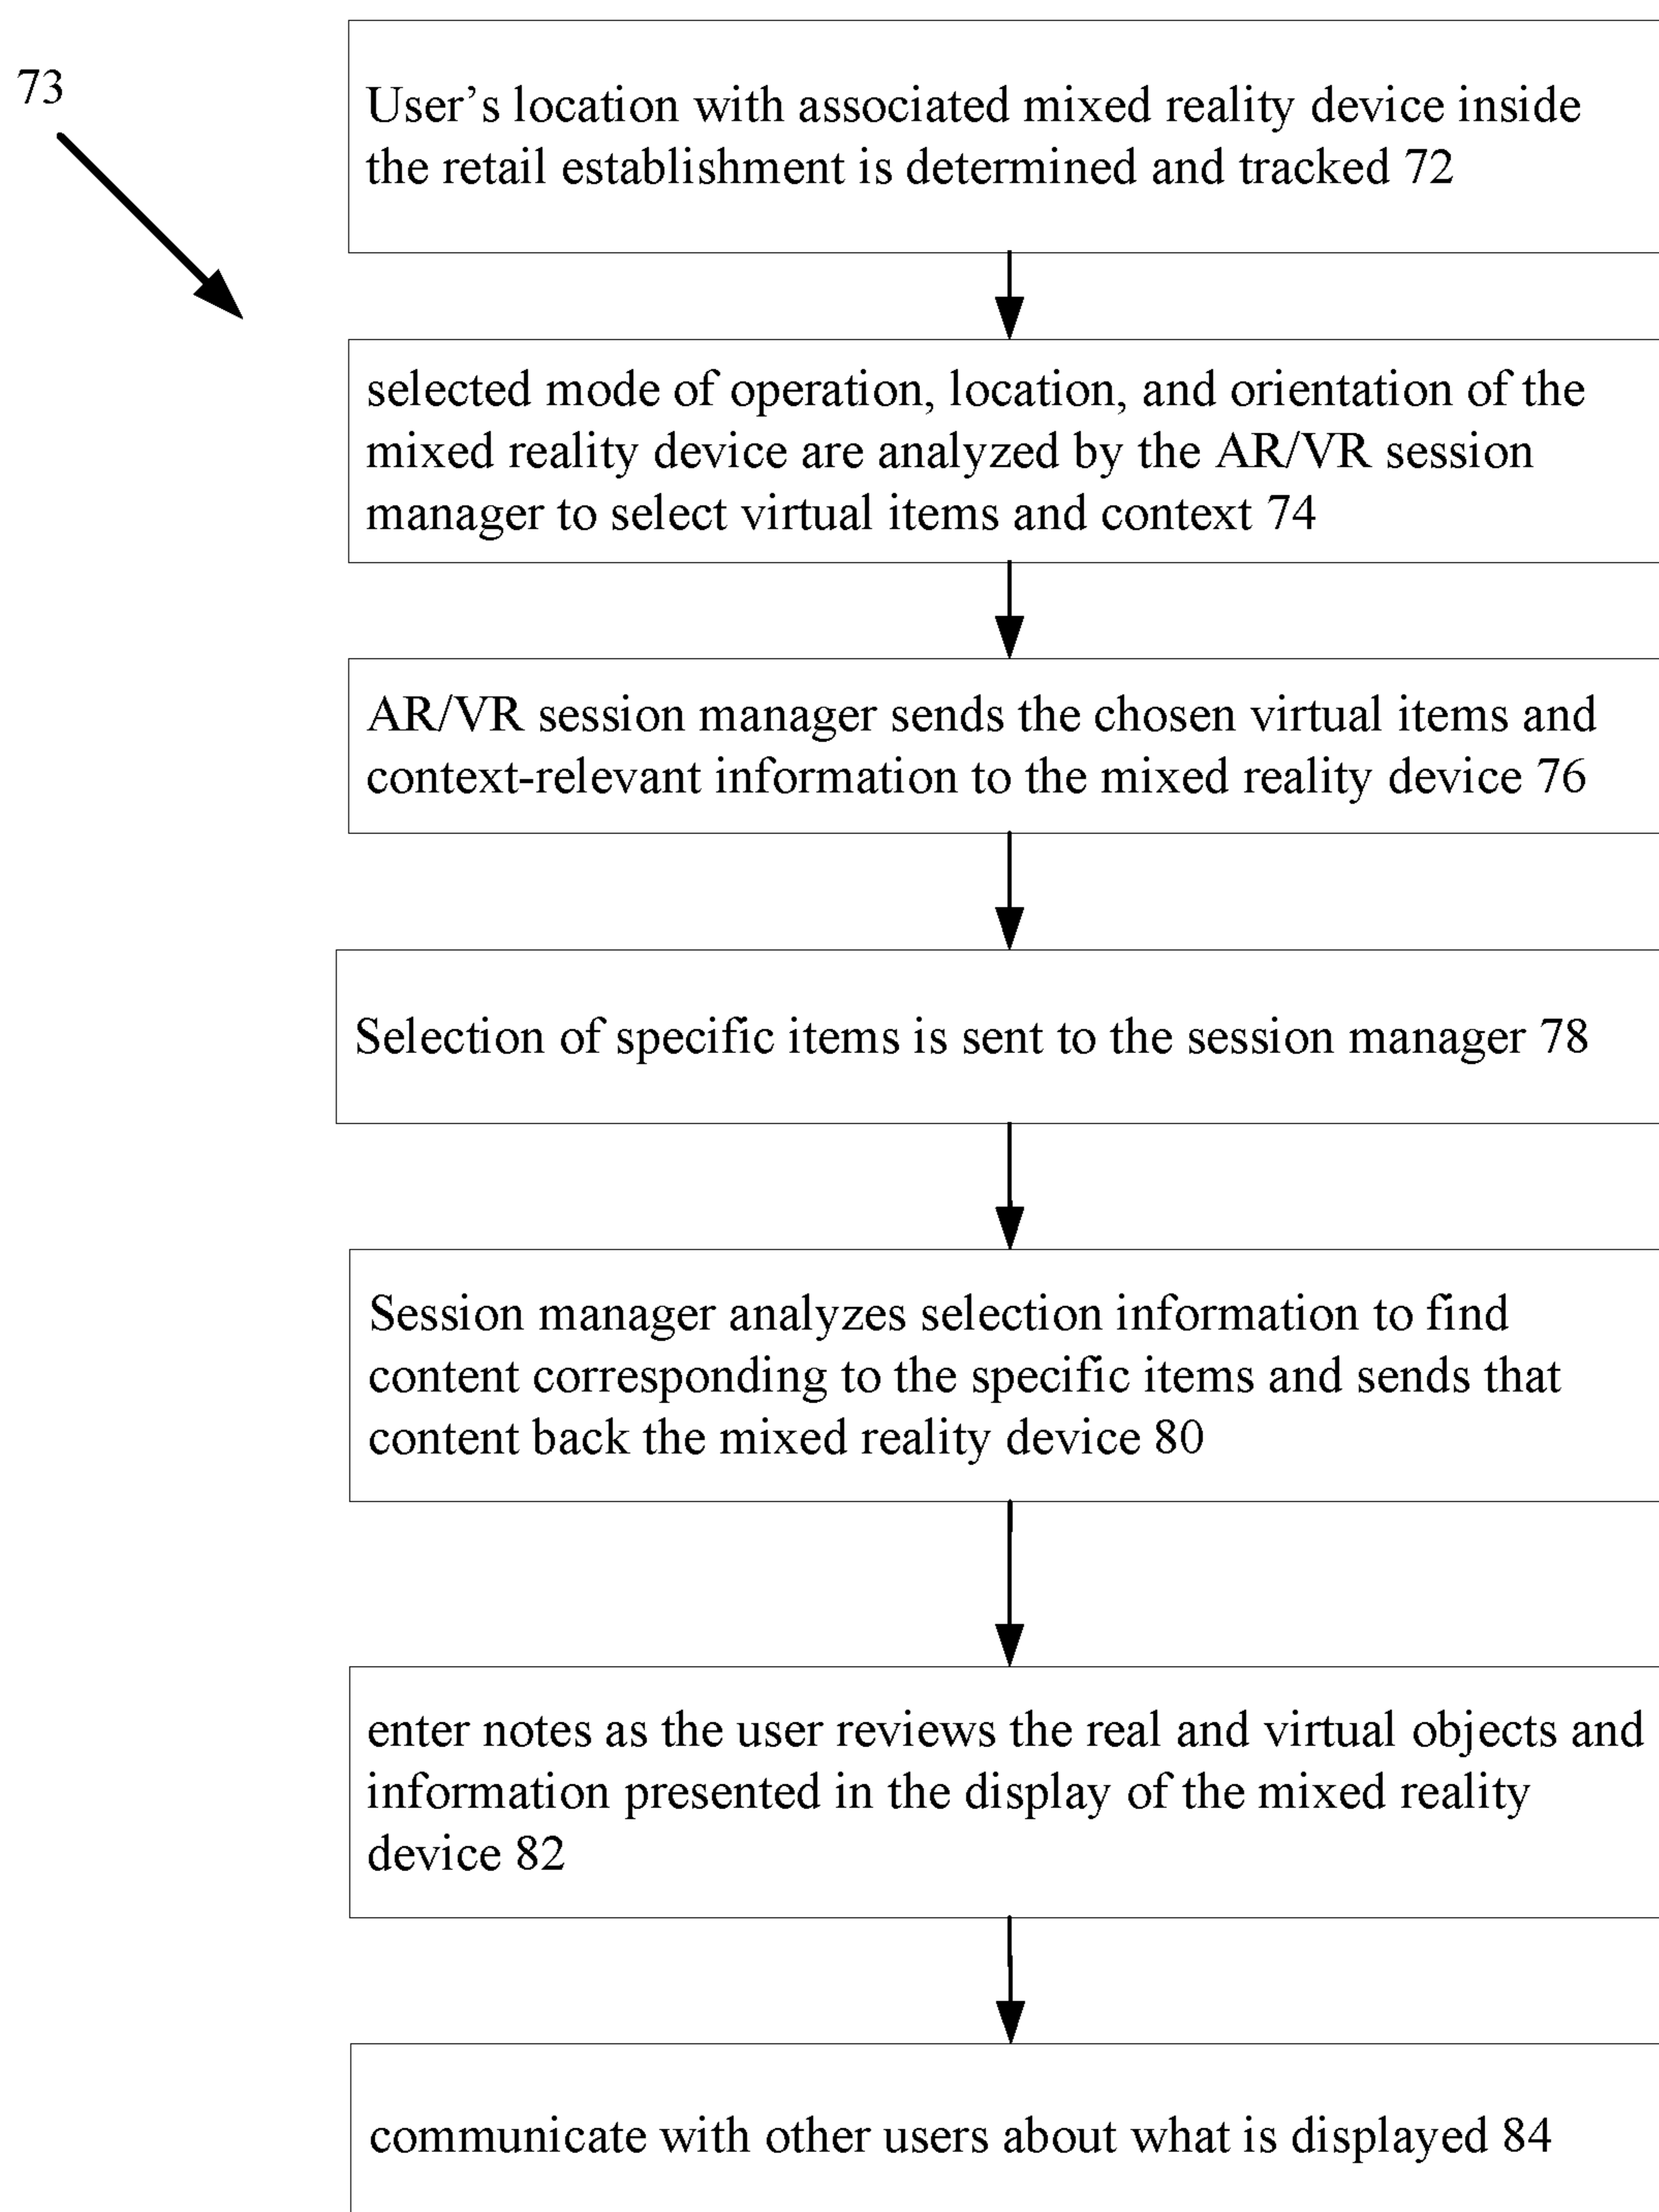 73
User’s location with associated mixed reality device inside
the retail establishment is determined and tracked 72
selected mode of operation, location, and orientation of the
mixed reality device are analyzed by the AR/VR session
manager to select virtual items and context 74
AR/VR session manager sends the chosen virtual items and
context-relevant information to the mixed reality device 76
Selection of specific items is sent to the session manager 78
Session manager analyzes selection information to find
content corresponding to the specific items and sends that
content back the mixed reality device 80
enter notes as the user reviews the real and virtual objects and
information presented in the display of the mixed reality
device 82
communicate with other users about what is displayed 84